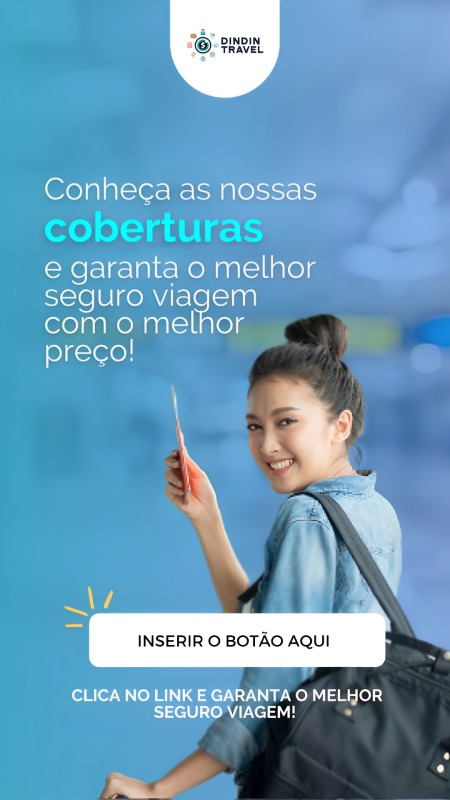 DINDIN
TRAVEL
Conheça as nossas
coberturas
e garanta o melhor
seguro viagem
com o melhor
preço!
INSERIR O BOTÃO AQUI
CLICA NO LINK E GARANTA O MELHOR
SEGURO VIAGEM!